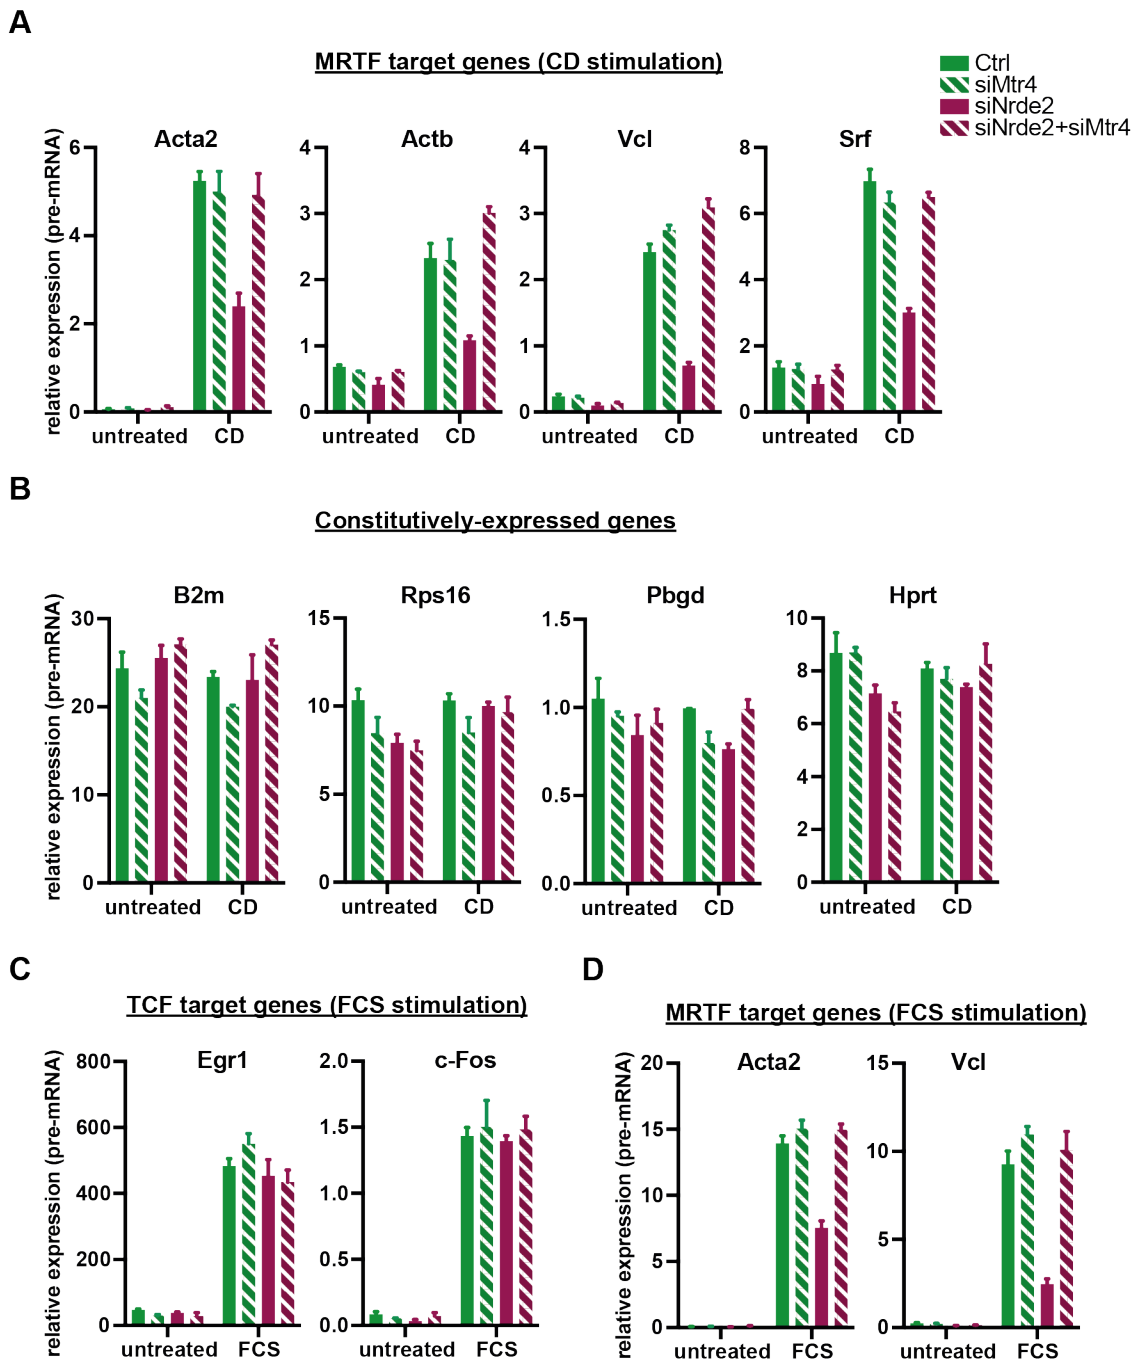 A
MRTF target genes (CD stimulation)
Ctrl
siMtr4
siNrde2
siNrde2+siMtr4
relative expression (pre-mRNA)
Acta2
6
4
2
0
untreated CD
Actb
4
3
2
1
0
untreated CD
Vcl
4
3
2
1
0
untreated CD
Srf
8
6
4
2
0
untreated CD
B
Constitutively-expressed genes
relative expression (pre-mRNA)
B2m
30
20
10
0
untreated CD
Rps16
15
10
5
0
untreated CD
Pbgd
1.5
1.0
0.5
0.0
untreated CD
Hprt
10
8
6
4
2
0
untreated CD
C
TCF target genes (FCS stimulation)
relative expression (pre-mRNA)
Egr1
800
600
400
200
0
untreated FCS
c-Fos
2.0
1.5
1.0
0.5
0.0
untreated FCS
D
MRTF target genes (FCS stimulation)
relative expression (pre-mRNA)
Acta2
20
15
10
5
0
untreated FCS
Vcl
15
10
5
0
untreated FCS